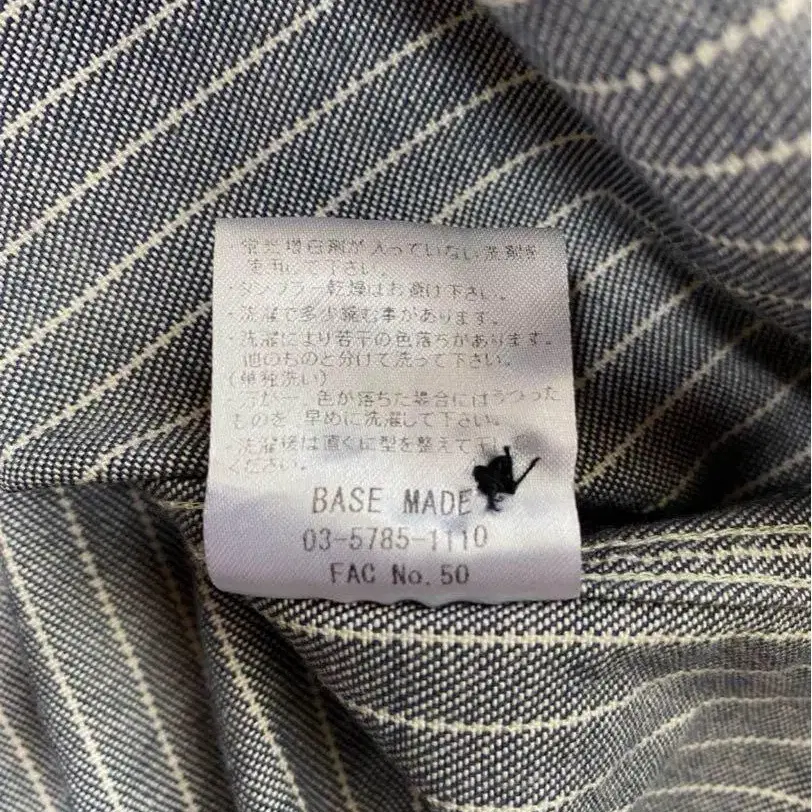 ・蛍光増白剤が入っていない洗剤を
使用して下さい。
・タンブラー乾燥はお避け下さい。
・洗濯で多少縮む事があります。
・洗濯により若干の色落ちがあります。
他のものと分けて洗って下さい。
(単独洗い)
・万が一、色が落ちた場合にはうつった
ものを、早めに洗濯して下さい。
・洗濯後は直ぐに型を整えて干し
ください。
BASE MADE
03-5785-1110
FAC No. 50